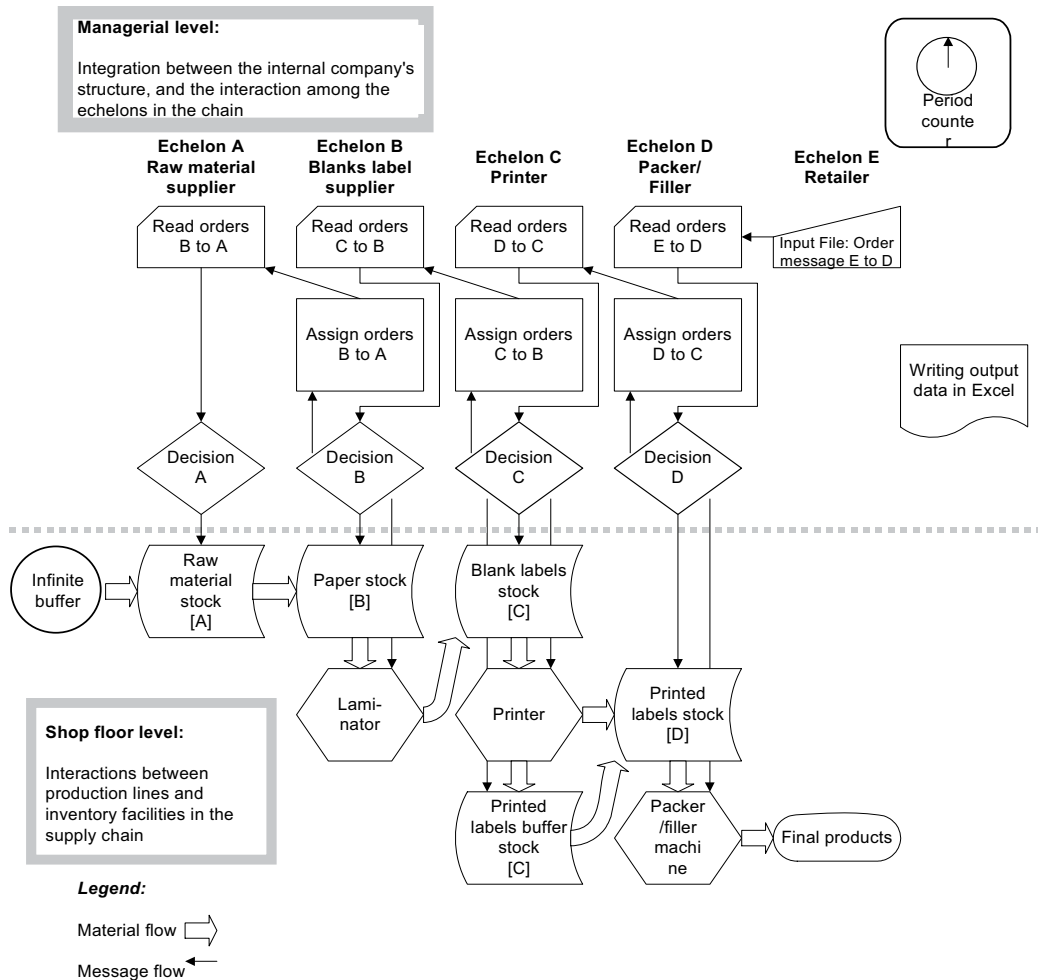 Managerial level:
Integration between the internal company's
structure, and the interaction among the
echelons in the chain
Period
counte
r
Echelon A
Raw material
supplier
Echelon B
Blanks label
supplier
Echelon C
Printer
Echelon D
Packer/
Filler
Echelon E
Retailer
Read orders
B to A
Read orders
C to B
Read orders
D to C
Read orders
E to D
Input File: Order
message E to D
Assign orders
B to A
Assign orders
C to B
Assign orders
D to C
Writing output
data in Excel
Decision
A
Decision
B
Decision
C
Decision
D
Infinite
buffer
Raw
material
stock
[A]
Paper stock
[B]
Blank labels
stock
[C]
Lami-
nator
Printer
Printed
labels stock
[D]
Shop floor level:
Interactions between
production lines and
inventory facilities in the
supply chain
Printed
labels buffer
stock
[C]
Packer
/filler
machi
ne
Final products
Legend:
Material flow
Message flow